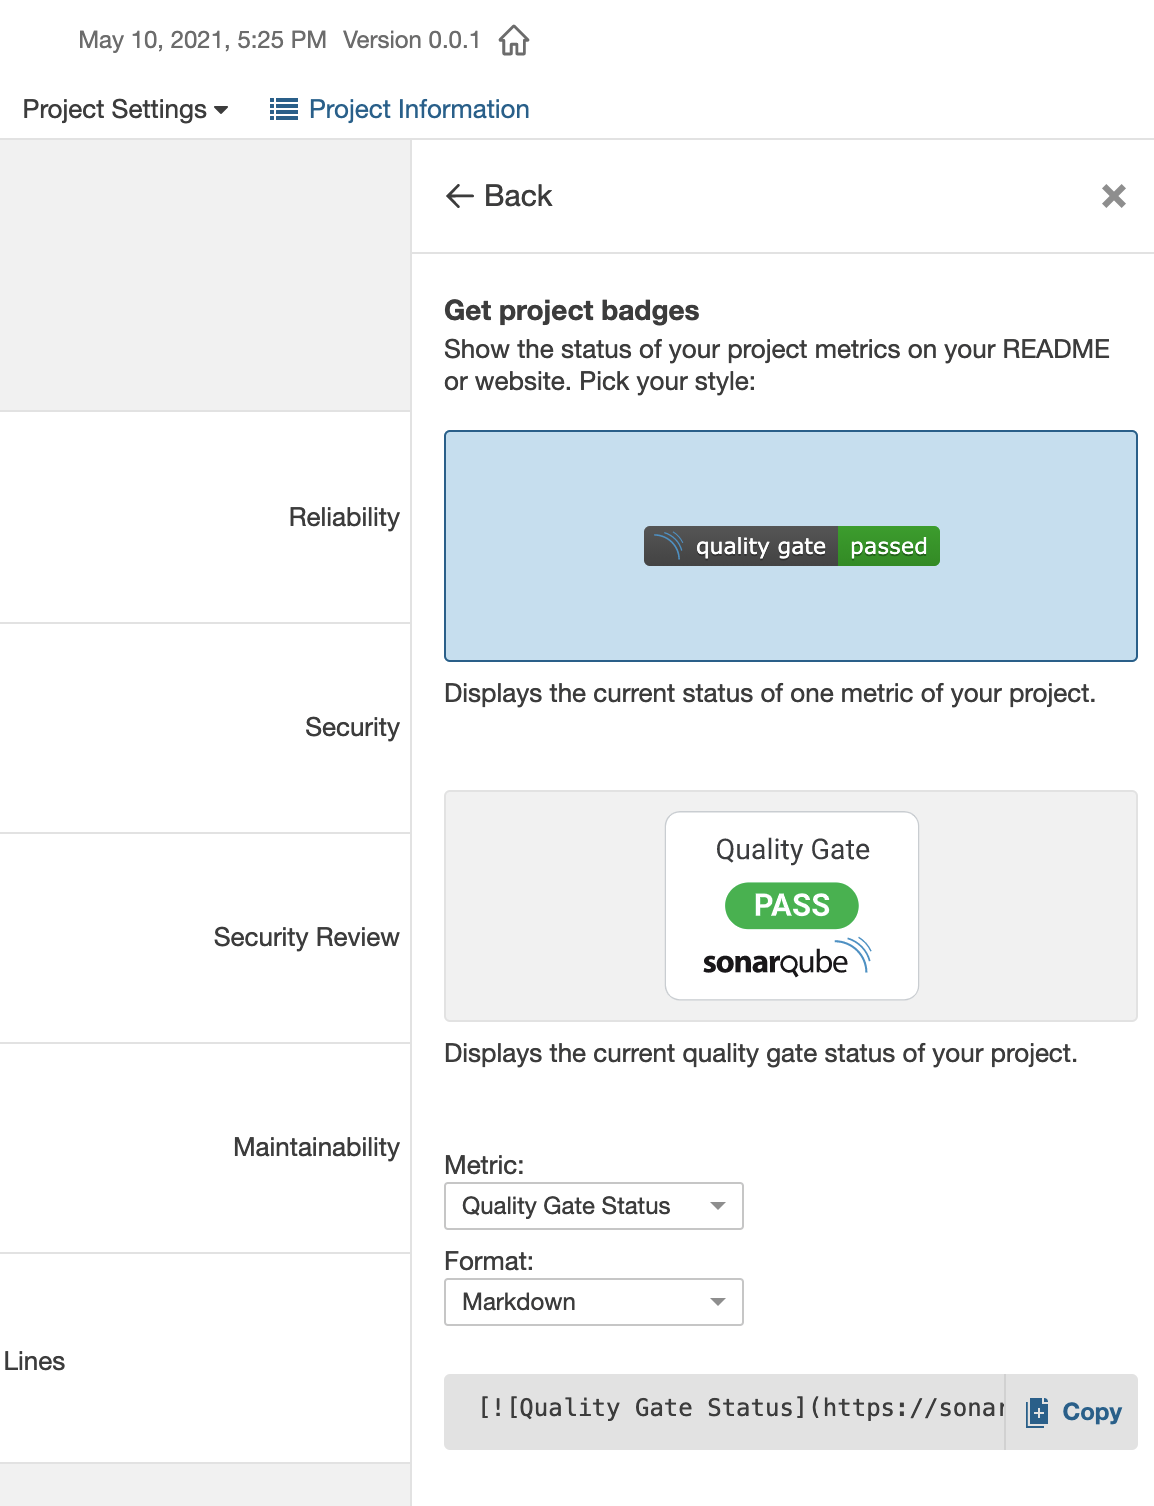 May 10, 2021, 5:25 PM Version 0.0.1
Project Settings Project Information
Back
Get project badges
Show the status of your project metrics on your README
or website. Pick your style:
Reliability
quality gate passed
Displays the current status of one metric of your project.
Security
Quality Gate
PASS
sonarqube
Security Review
Displays the current quality gate status of your project.
Maintainability
Metric:
Quality Gate Status
Format:
Markdown
Lines
[![Quality Gate Status](https://sonar
Copy